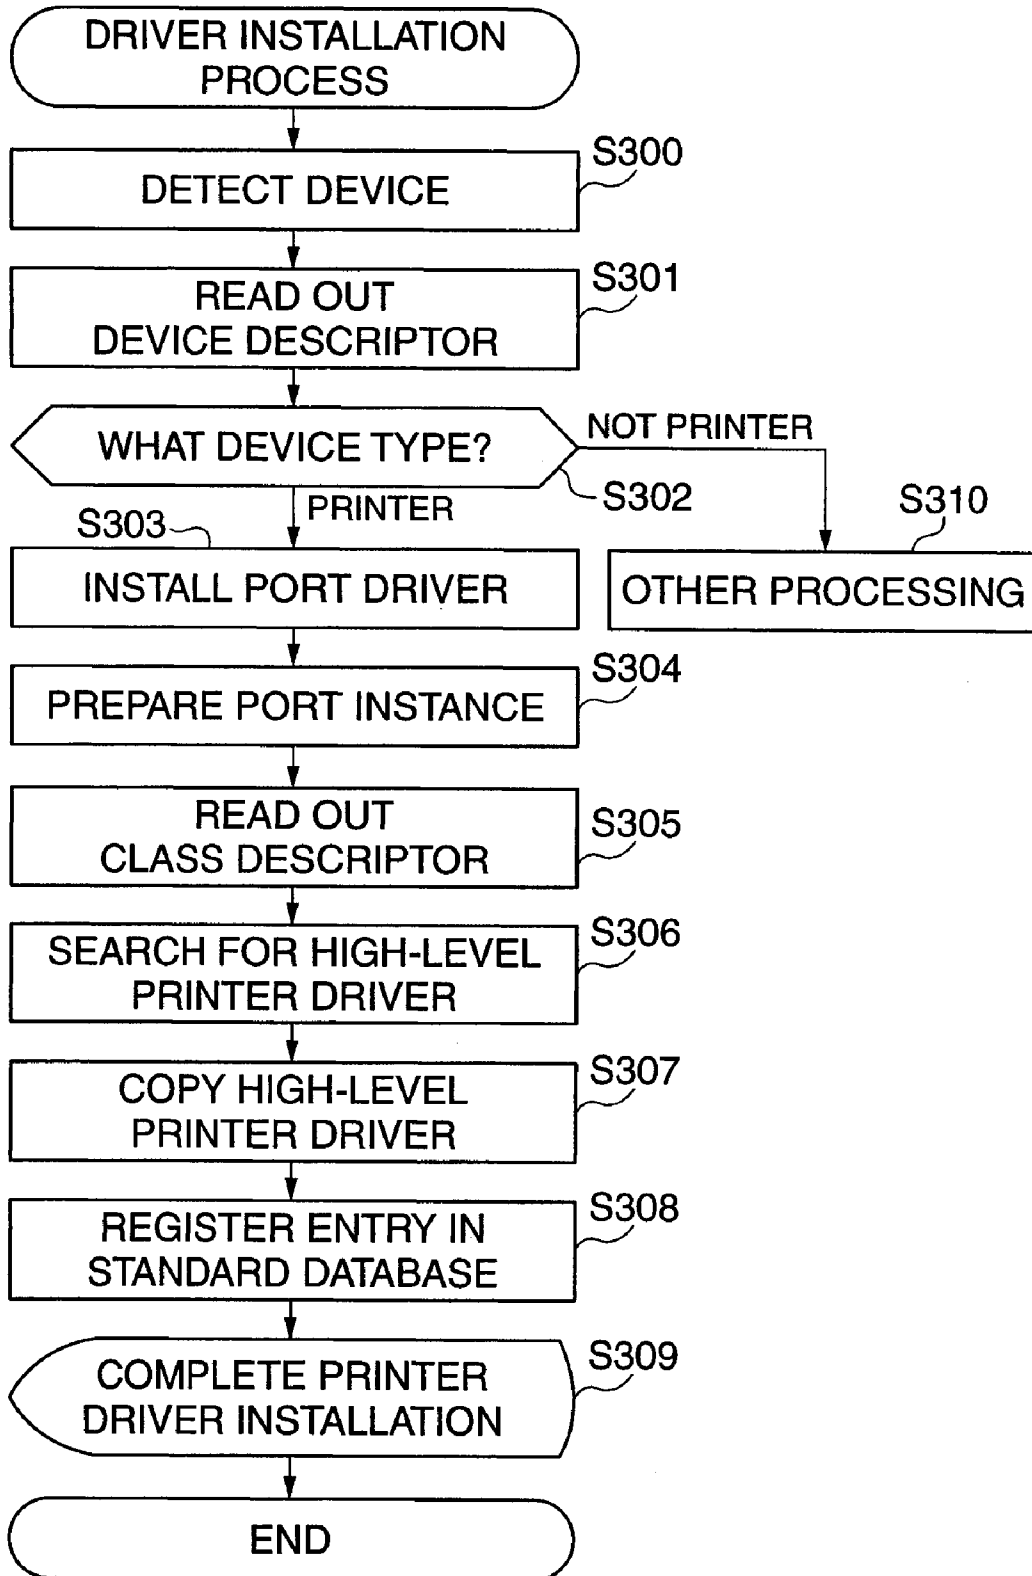 DRIVER INSTALLATION
PROCESS
S300
DETECT DEVICE
S301
READ OUT
DEVICE DESCRIPTOR
WHAT DEVICE TYPE?
NOT PRINTER
S302
PRINTER
S310
S303
INSTALL PORT DRIVER
OTHER PROCESSING
S304
PREPARE PORT INSTANCE
S305
READ OUT
CLASS DESCRIPTOR
S306
SEARCH FOR HIGH-LEVEL
PRINTER DRIVER
S307
COPY HIGH-LEVEL
PRINTER DRIVER
S308
REGISTER ENTRY IN
STANDARD DATABASE
S309
COMPLETE PRINTER
DRIVER INSTALLATION
END